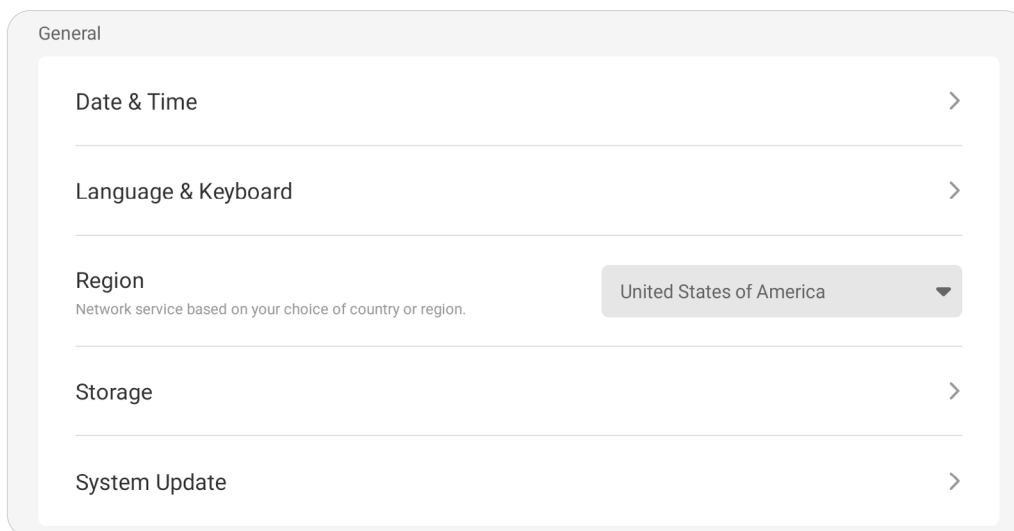 General
Date & Time
Language & Keyboard
Region
Network service based on your choice of country or region.
United States of America
Storage
System Update